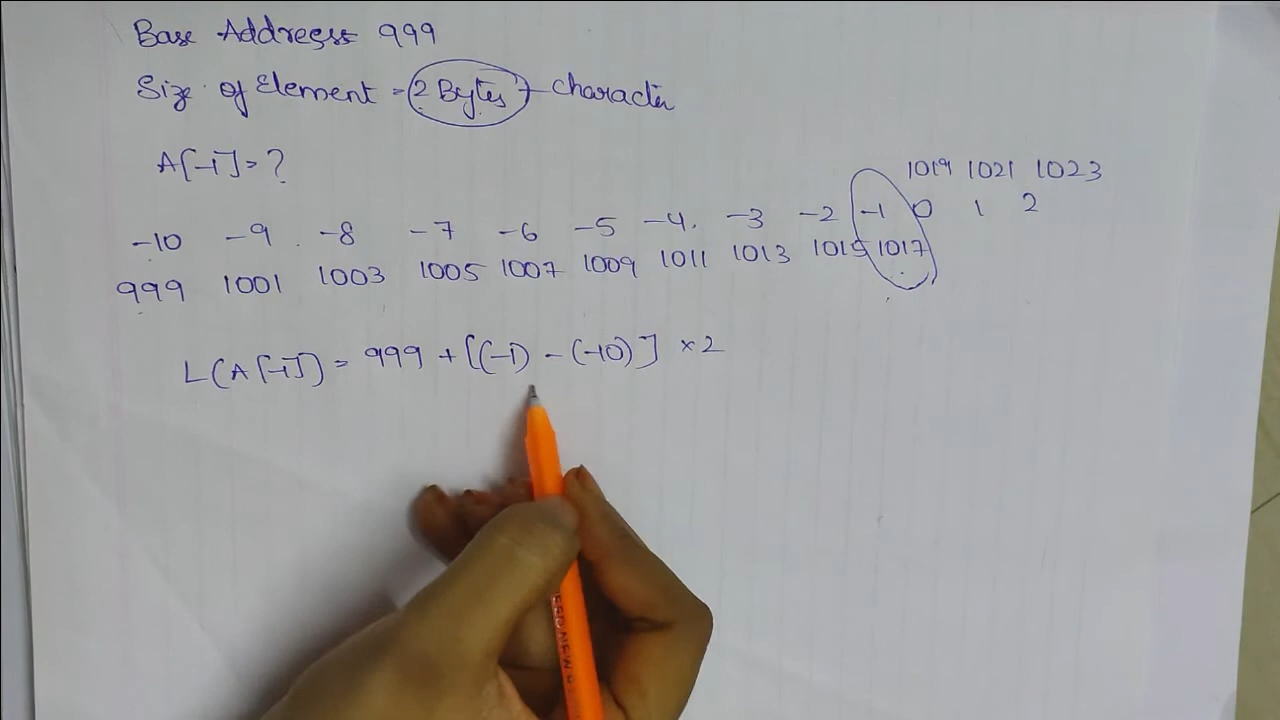 Base Address 999
Size of Element = 2 Bytes → character
A[-1] = ?
1019 1021 1023
-10 -9 -8 -7 -6 -5 -4 -3 -2 -1 0 1 2
999 1001 1003 1005 1007 1009 1011 1013 1015 1017
L(A[-1]) = 999 + [(-1) - (-10)] × 2